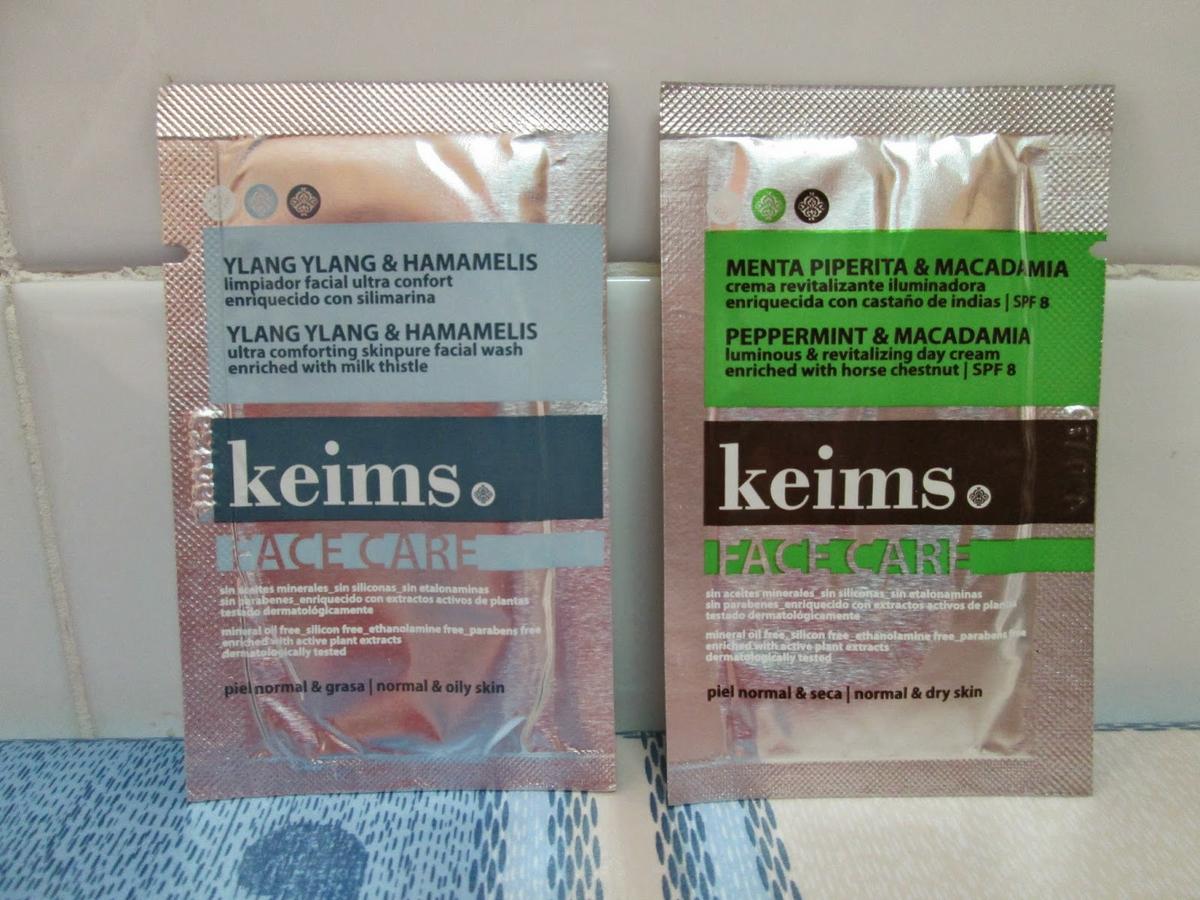 YLANG YLANG & HAMAMELIS
limpiador facial ultra confort
enriquecido con silimarina
YLANG YLANG & HAMAMELIS
ultra comforting skinpure facial wash
enriched with milk thistle
keims.
FACE CARE
sin aceites minerales_sin siliconas_sin etalonaminas
sin parabenes_enriquecido con extractos activos de plantas
testado dermatológicamente
mineral oil free_silicon free_ethanolamine free_parabens free
enriched with active plant extracts
dermatologically tested
piel normal & grasa | normal & oily skin
MENTA PIPERITA & MACADAMIA
crema revitalizante iluminadora
enriquecida con castaño de indias | SPF 8
PEPPERMINT & MACADAMIA
luminous & revitalizing day cream
enriched with horse chestnut | SPF 8
keims.
FACE CARE
sin aceites minerales_sin siliconas_sin etalonaminas
sin parabenes_enriquecido con extractos activos de plantas
testado dermatológicamente
mineral oil free_silicon free_ethanolamine free_parabens free
enriched with active plant extracts
dermatologically tested
piel normal & seca | normal & dry skin